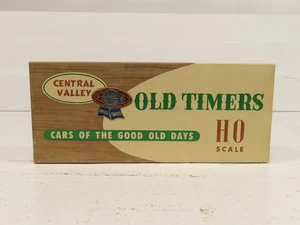 CENTRAL
VALLEY
OLD TIMERS
CARS OF THE GOOD OLD DAYS
HO
SCALE